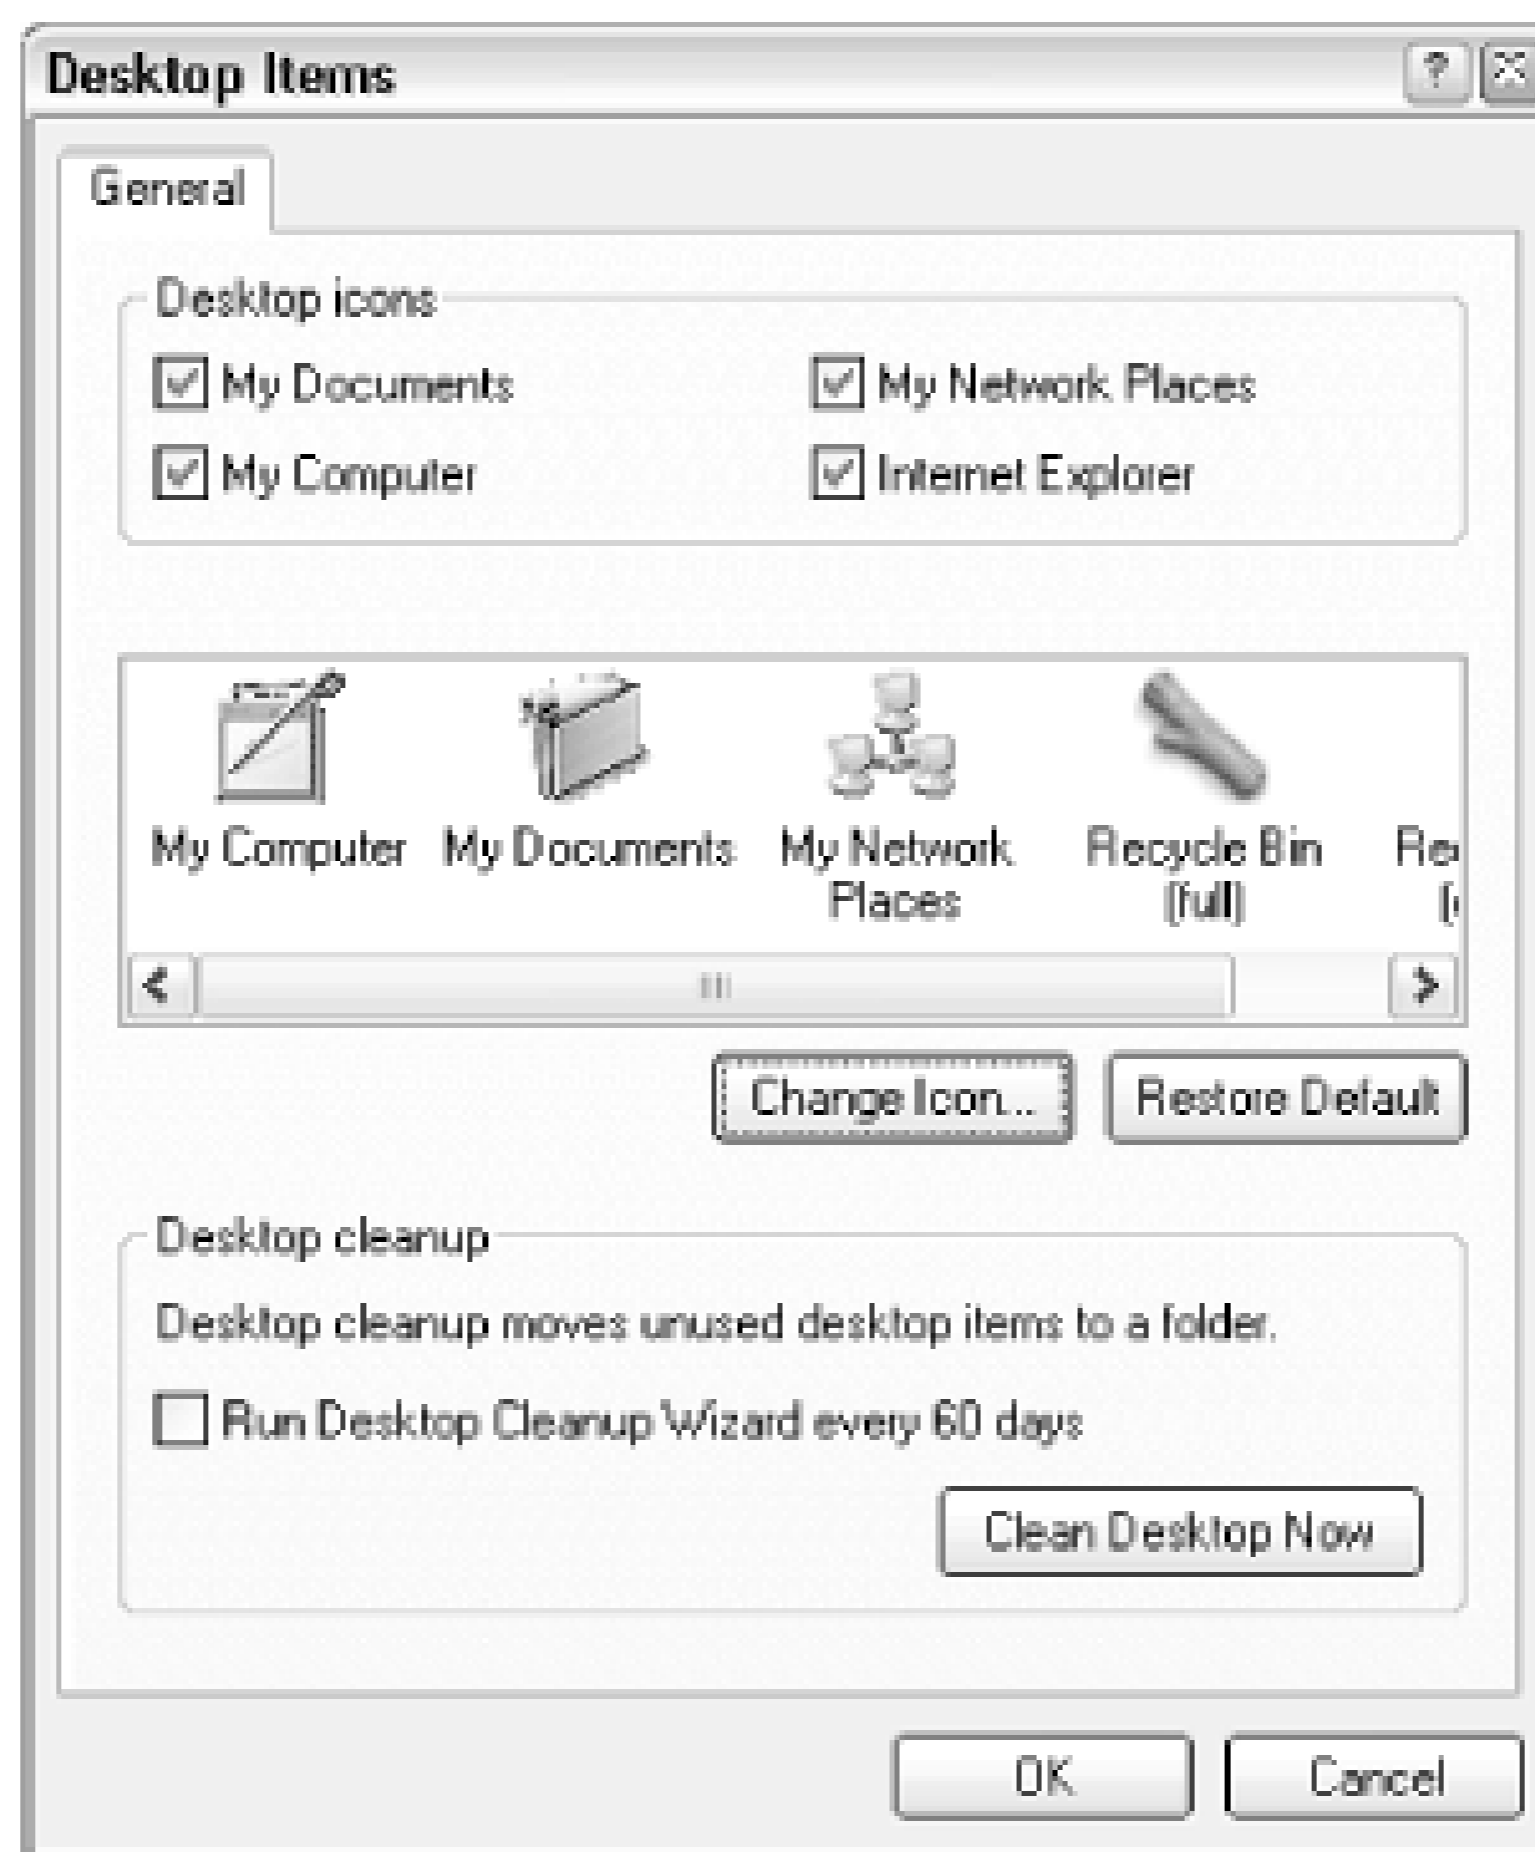 Desktop Items
General
Desktop icons
My Documents
My Network Places
My Computer
Internet Explorer
My Computer
My Documents
My Network
Places
Recycle Bin
(full)
Change Icon...
Restore Default
Desktop cleanup
Desktop cleanup moves unused desktop items to a folder.
Run Desktop Cleanup Wizard every 60 days
Clean Desktop Now
OK
Cancel